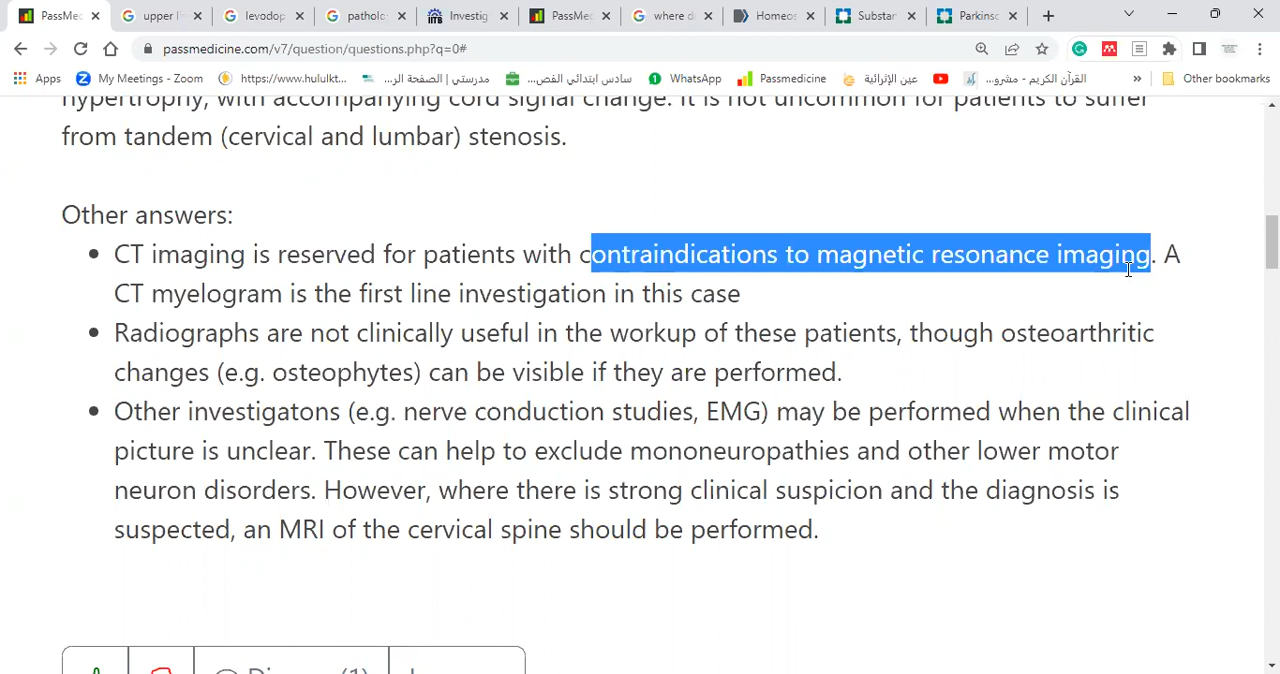 PassMed
upper li
levodop
patholo
Investig
PassMed
where d
Homeos
Substan
Parkinso
passmedicine.com/v7/question/questions.php?q=0#
Apps
My Meetings - Zoom
https://www.hululkt...
مدرستي | الصفحة الر...
سادس ابتدائي الفص...
WhatsApp
Passmedicine
عين الإثرائية
القرآن الكريم - مشرو...
»
Other bookmarks
hypertrophy, with accompanying cord signal change. It is not uncommon for patients to suffer
from tandem (cervical and lumbar) stenosis.
Other answers:
• CT imaging is reserved for patients with contraindications to magnetic resonance imaging. A
CT myelogram is the first line investigation in this case
• Radiographs are not clinically useful in the workup of these patients, though osteoarthritic
changes (e.g. osteophytes) can be visible if they are performed.
• Other investigatons (e.g. nerve conduction studies, EMG) may be performed when the clinical
picture is unclear. These can help to exclude mononeuropathies and other lower motor
neuron disorders. However, where there is strong clinical suspicion and the diagnosis is
suspected, an MRI of the cervical spine should be performed.